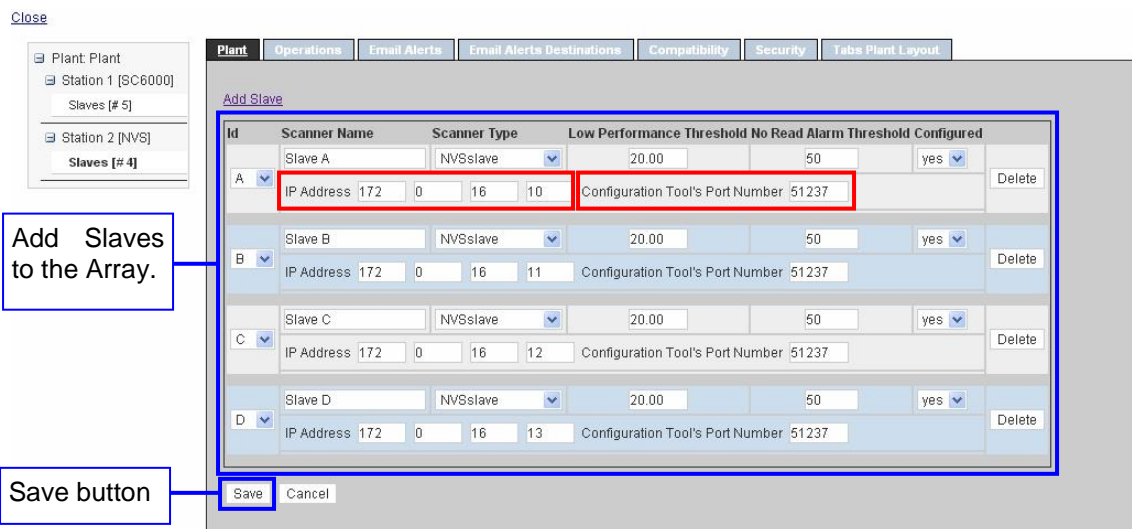 Close
Plant: Plant
Station 1 [SC6000]
Slaves [# 5]
Station 2 [NVS]
Slaves [# 4]
Plant Operations Email Alerts Email Alerts Destinations Compatibility Security Tabs Plant Layout
Add Slave
Id Scanner Name Scanner Type Low Performance Threshold No Read Alarm Threshold Configured
A Slave A NVSslave 20.00 50 yes Delete
IP Address 172 0 16 10 Configuration Tool's Port Number 51237
B Slave B NVSslave 20.00 50 yes Delete
IP Address 172 0 16 11 Configuration Tool's Port Number 51237
C Slave C NVSslave 20.00 50 yes Delete
IP Address 172 0 16 12 Configuration Tool's Port Number 51237
D Slave D NVSslave 20.00 50 yes Delete
IP Address 172 0 16 13 Configuration Tool's Port Number 51237
Save Cancel
Add Slaves
to the Array.
Save button